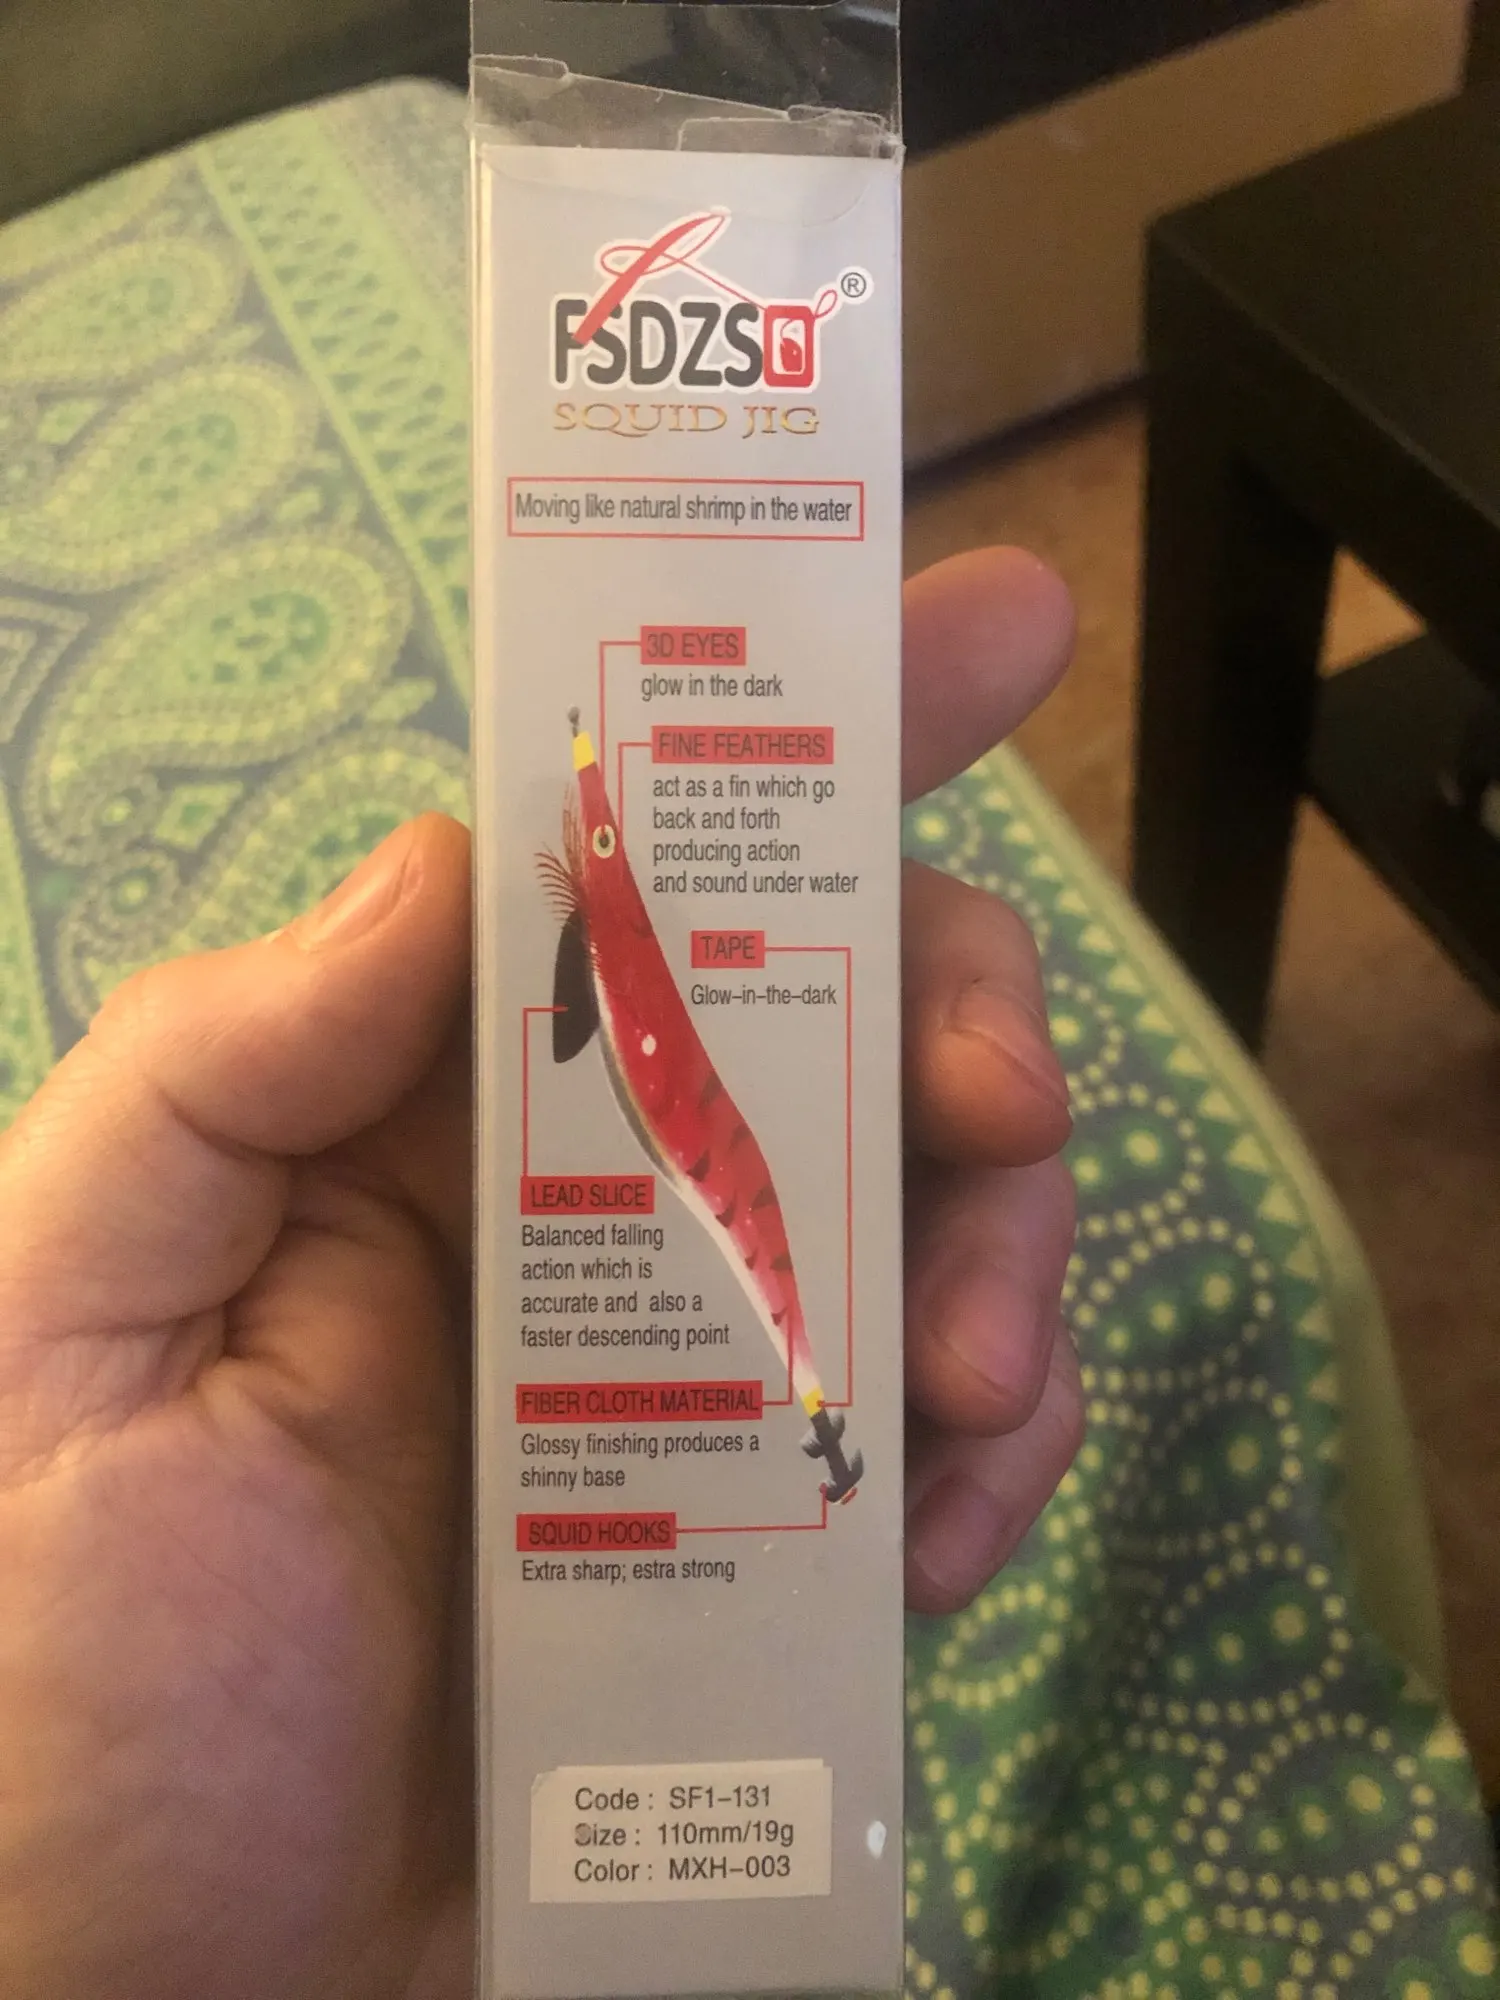 FSDZSO®
SQUID JIG
Moving like natural shrimp in the water
3D EYES
glow in the dark
FINE FEATHERS
act as a fin which go
back and forth
producing action
and sound under water
TAPE
Glow-in-the-dark
LEAD SLICE
Balanced falling
action which is
accurate and also a
faster descending point
FIBER CLOTH MATERIAL
Glossy finishing produces a
shinny base
SQUID HOOKS
Extra sharp; estra strong
Code : SF1-131
Size : 110mm/19g
Color : MXH-003